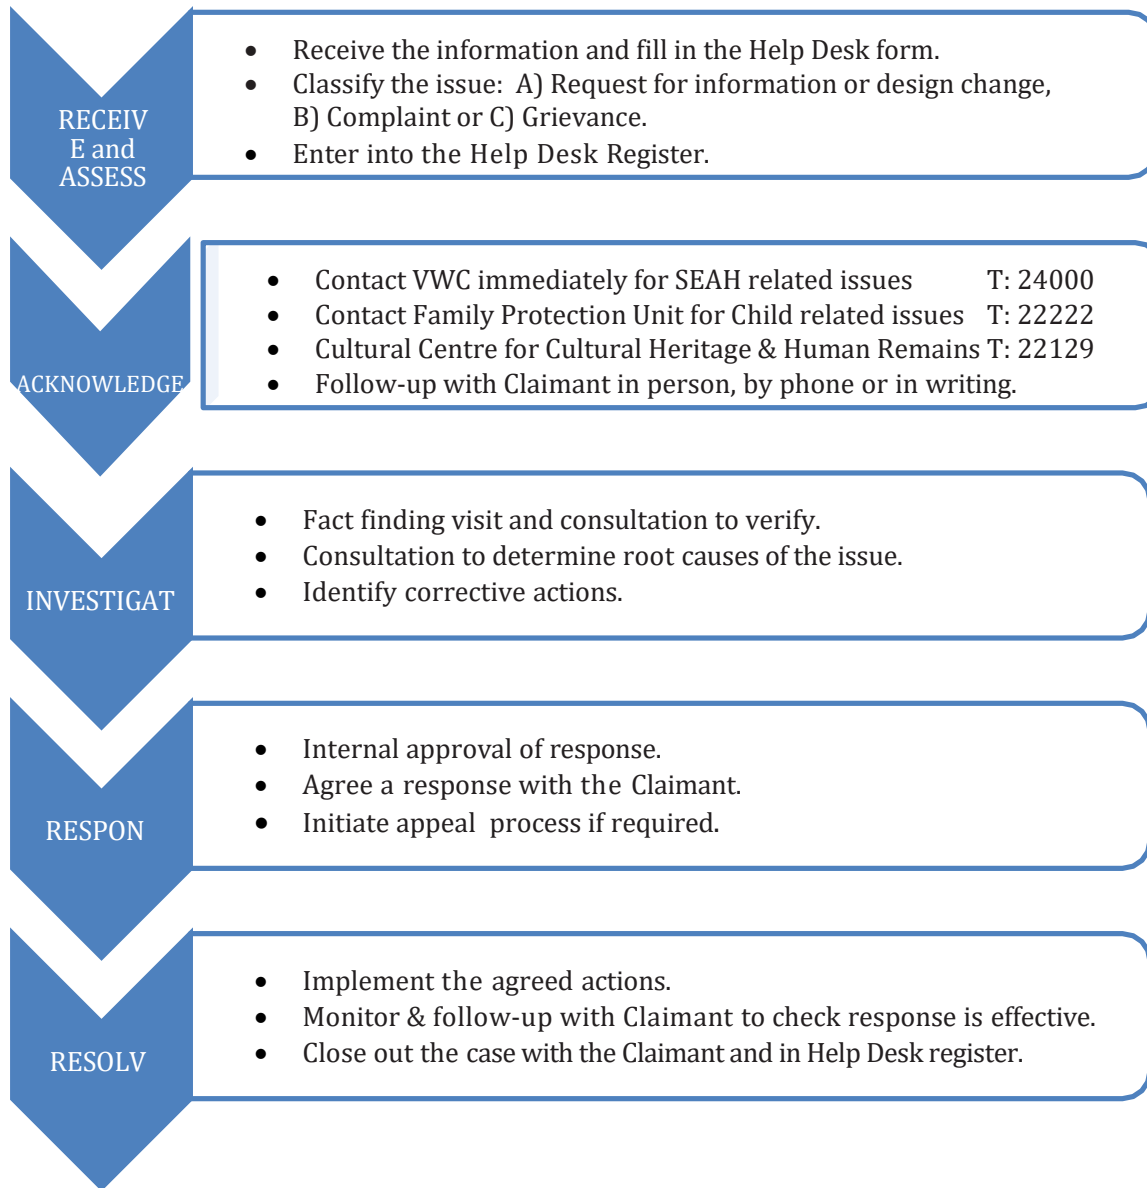 RECEIV
E and
ASSESS
• Receive the information and fill in the Help Desk form.
• Classify the issue: A) Request for information or design change,
B) Complaint or C) Grievance.
• Enter into the Help Desk Register.
ACKNOWLEDGE
• Contact VWC immediately for SEAH related issues T: 24000
• Contact Family Protection Unit for Child related issues T: 22222
• Cultural Centre for Cultural Heritage & Human Remains T: 22129
• Follow-up with Claimant in person, by phone or in writing.
INVESTIGAT
• Fact finding visit and consultation to verify.
• Consultation to determine root causes of the issue.
• Identify corrective actions.
RESPON
• Internal approval of response.
• Agree a response with the Claimant.
• Initiate appeal process if required.
RESOLV
• Implement the agreed actions.
• Monitor & follow-up with Claimant to check response is effective.
• Close out the case with the Claimant and in Help Desk register.